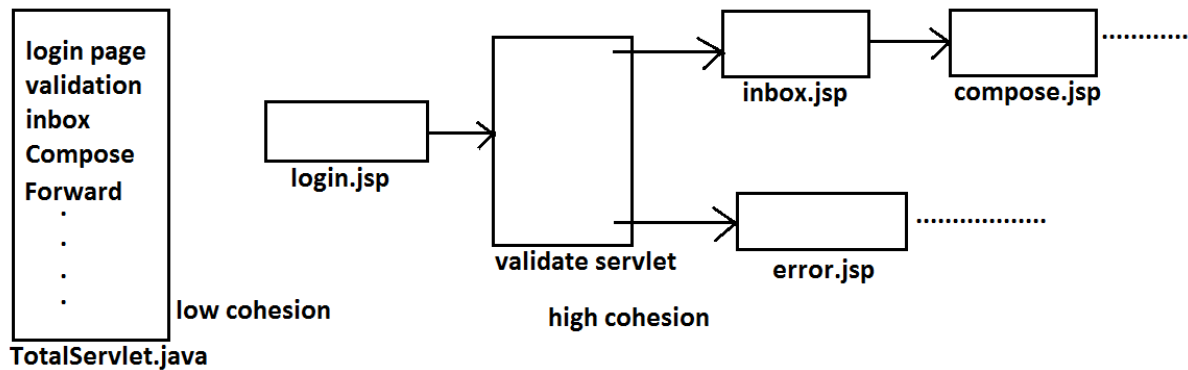 login page
validation
inbox
Compose
Forward
.
.
.
.
low cohesion
TotalServlet.java
login.jsp
validate servlet
inbox.jsp
compose.jsp
............
error.jsp
..................
high cohesion